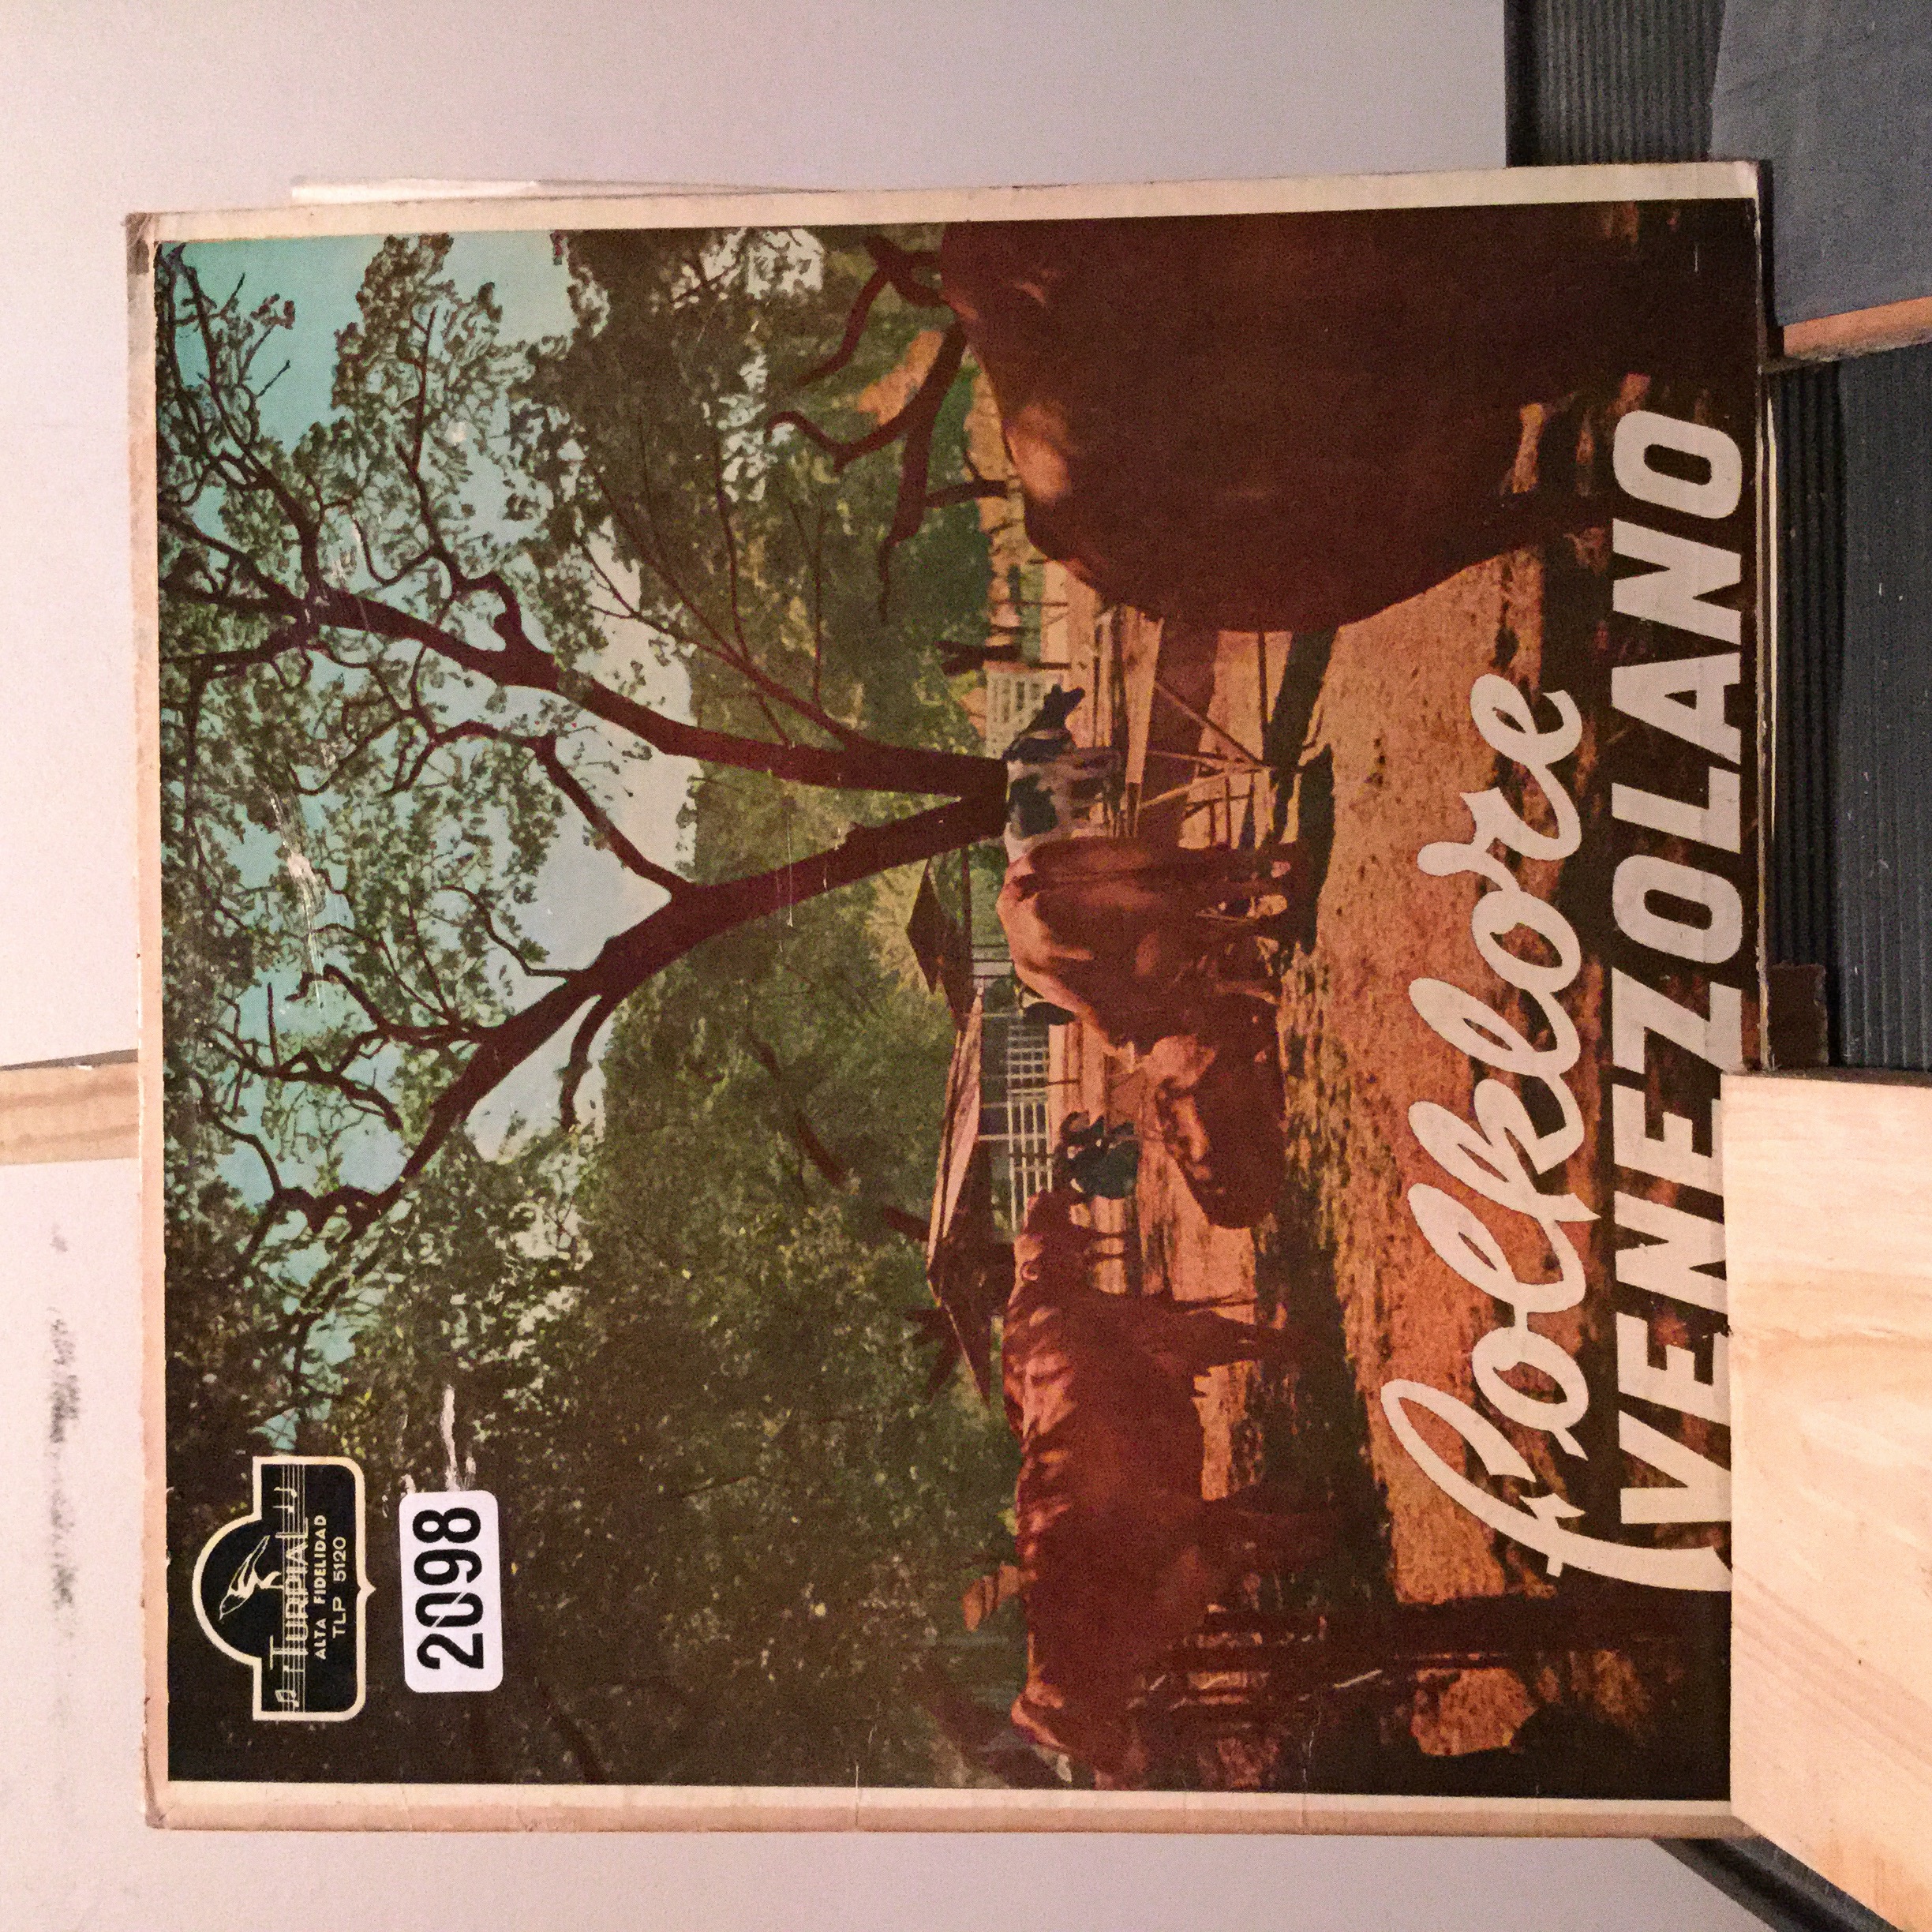 TURPIAL
ALTA FIDELIDAD
TLP 5120
2098
folklore
VENEZOLANO